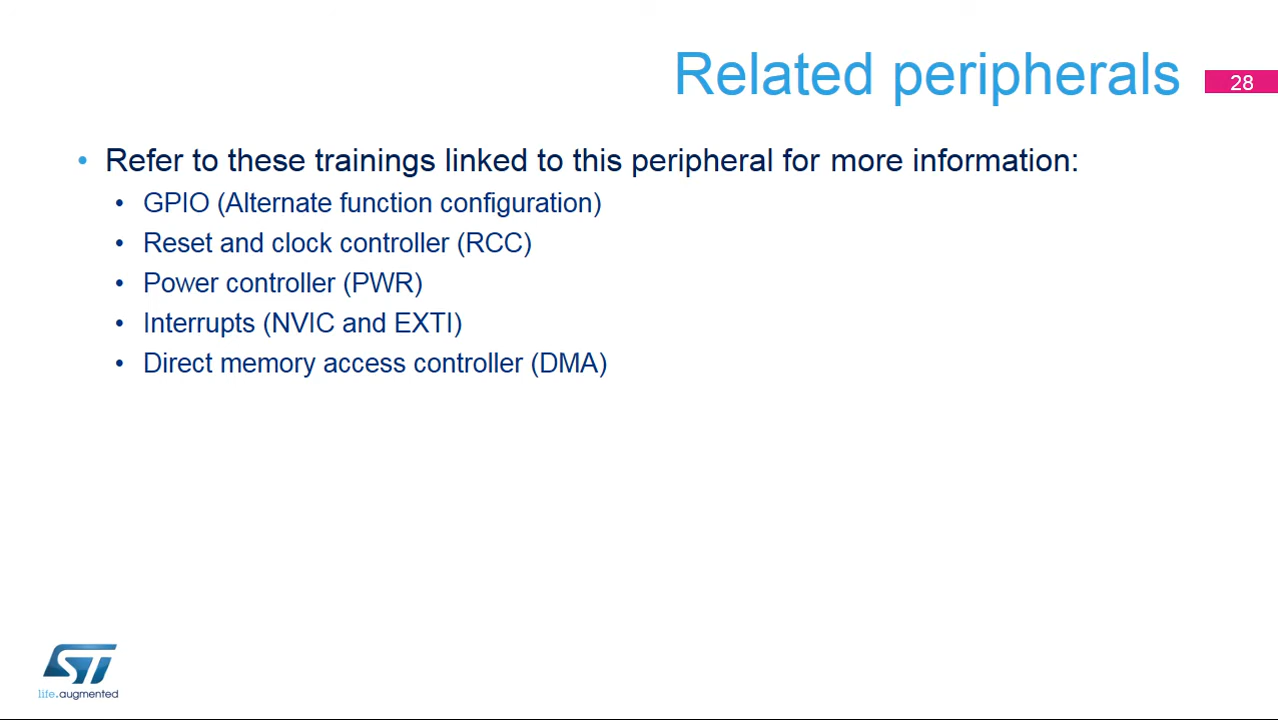 Related peripherals
28
• Refer to these trainings linked to this peripheral for more information:
• GPIO (Alternate function configuration)
• Reset and clock controller (RCC)
• Power controller (PWR)
• Interrupts (NVIC and EXTI)
• Direct memory access controller (DMA)
ST
life.augmented